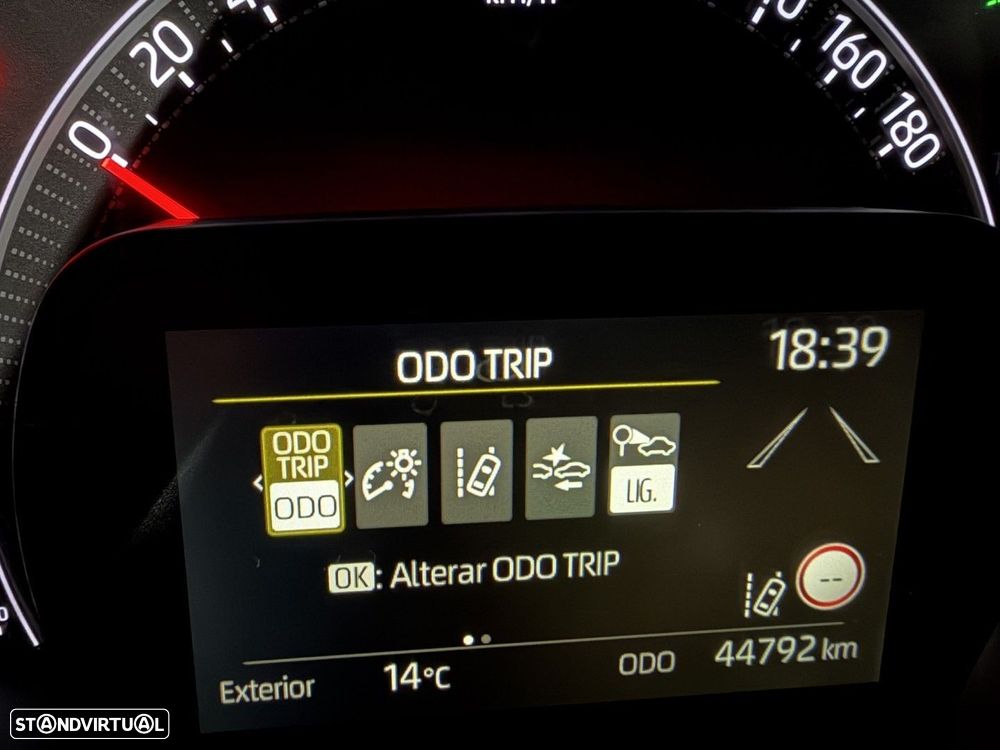 km/h
0
20
160
180
ODO TRIP
18:39
ODO
TRIP
ODO
LIG.
OK: Alterar ODO TRIP
--
Exterior 14°C ODO 44792 km
STANDVIRTUAL